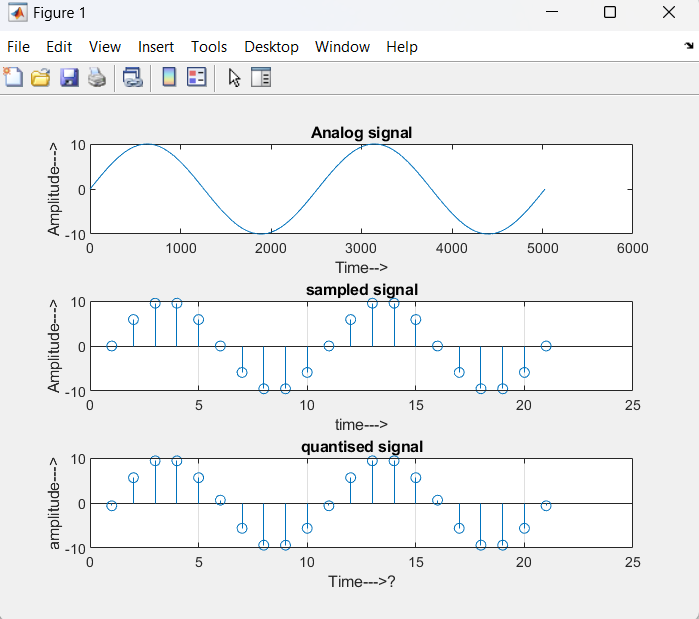 Figure 1
File Edit View Insert Tools Desktop Window Help
Analog signal
Amplitude--->
10
0
-10
0 1000 2000 3000 4000 5000 6000
Time-->
sampled signal
Amplitude--->
10
0
-10
0 5 10 15 20 25
time--->
quantised signal
amplitude--->
10
0
-10
0 5 10 15 20 25
Time--->?